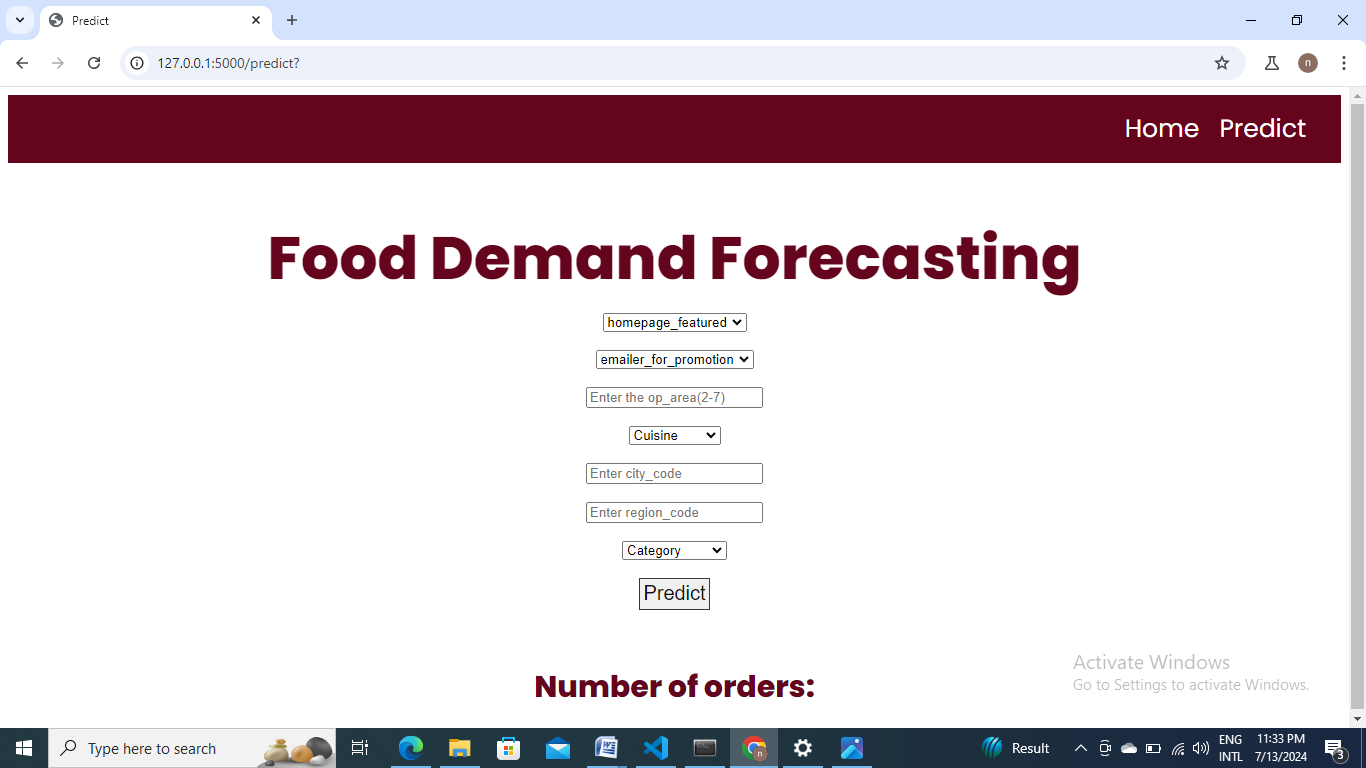 Predict
127.0.0.1:5000/predict?
n
Home Predict
Food Demand Forecasting
homepage_featured
emailer_for_promotion
Enter the op_area(2-7)
Cuisine
Enter city_code
Enter region_code
Category
Predict
Number of orders:
Activate Windows
Go to Settings to activate Windows.
Type here to search
Result
ENG
INTL
11:33 PM
7/13/2024
3